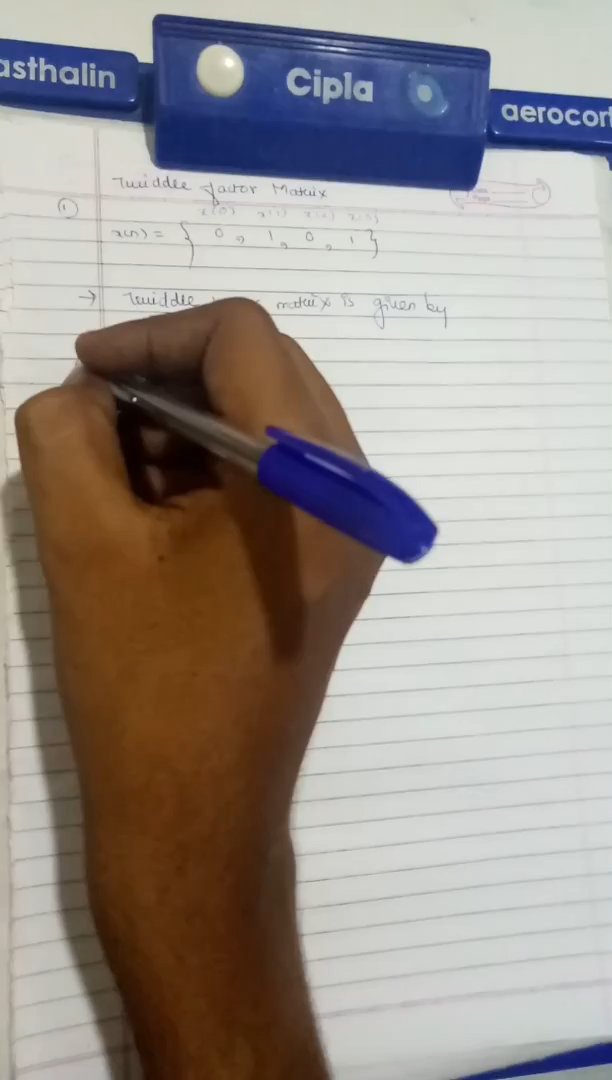 asthalin
Cipla
aerocort
Twiddle factor Matrix
①
x(0) x(1) x(2) x(3)
x(n) = { 0, 1, 0, 1 }
→ Twiddle matrix is given by